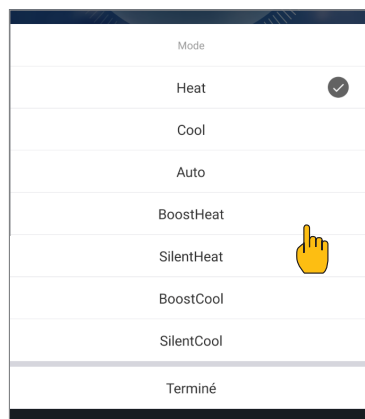 Mode
Heat
Cool
Auto
BoostHeat
SilentHeat
BoostCool
SilentCool
Terminé